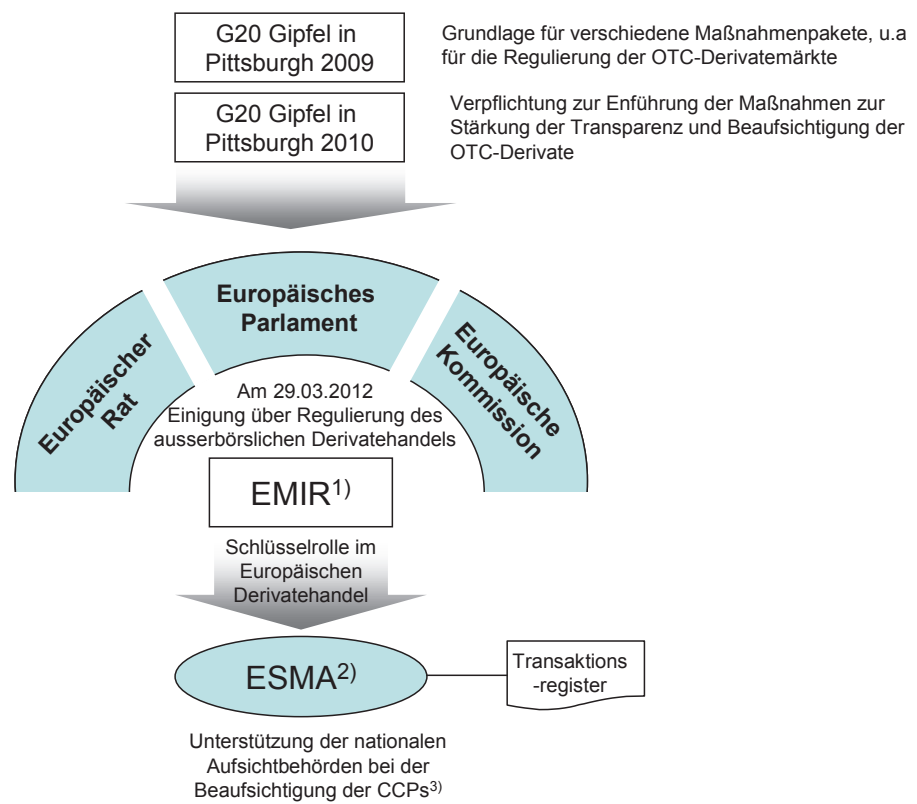 G20 Gipfel in
Pittsburgh 2009
Grundlage für verschiedene Maßnahmenpakete, u.a
für die Regulierung der OTC-Derivatemärkte
G20 Gipfel in
Pittsburgh 2010
Verpflichtung zur Enführung der Maßnahmen zur
Stärkung der Transparenz und Beaufsichtigung der
OTC-Derivate
Europäischer
Rat
Europäisches
Parlament
Europäische
Kommission
Am 29.03.2012
Einigung über Regulierung des
ausserbörslichen Derivatehandels
EMIR1)
Schlüsselrolle im
Europäischen
Derivatehandel
ESMA2)
Transaktions
-register
Unterstützung der nationalen
Aufsichtbehörden bei der
Beaufsichtigung der CCPs3)